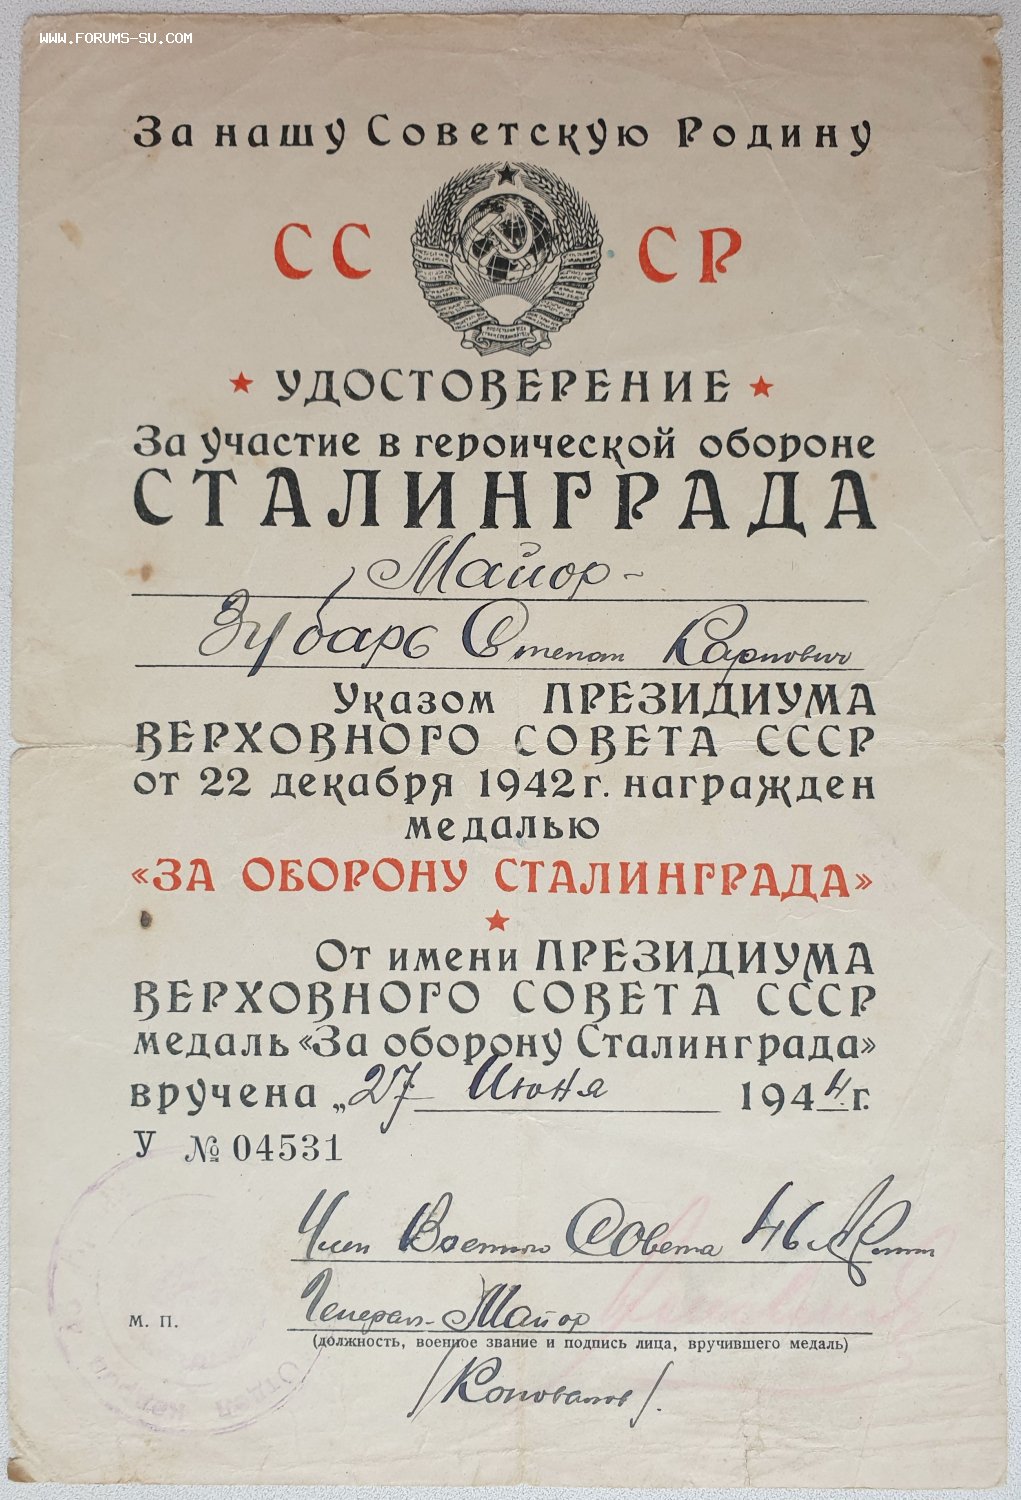 WWW.FORUMS-SU.COM
За нашу Советскую Родину
СС СР
УДОСТОВЕРЕНИЕ
За участие в героической обороне
СТАЛИНГРАДА
Майор
Зубарь Степан Карпович
Указом ПРЕЗИДИУМА
ВЕРХОВНОГО СОВЕТА СССР
от 22 декабря 1942 г. награжден
медалью
«ЗА ОБОРОНУ СТАЛИНГРАДА»
От имени ПРЕЗИДИУМА
ВЕРХОВНОГО СОВЕТА СССР
медаль «За оборону Сталинграда»
вручена „27 Июня 1944 г.
У № 04531
Член Военного Совета 46 Армии
Генерал-Майор
М. П.
(должность, военное звание и подпись лица, вручившего медаль)
/Коновалов/.